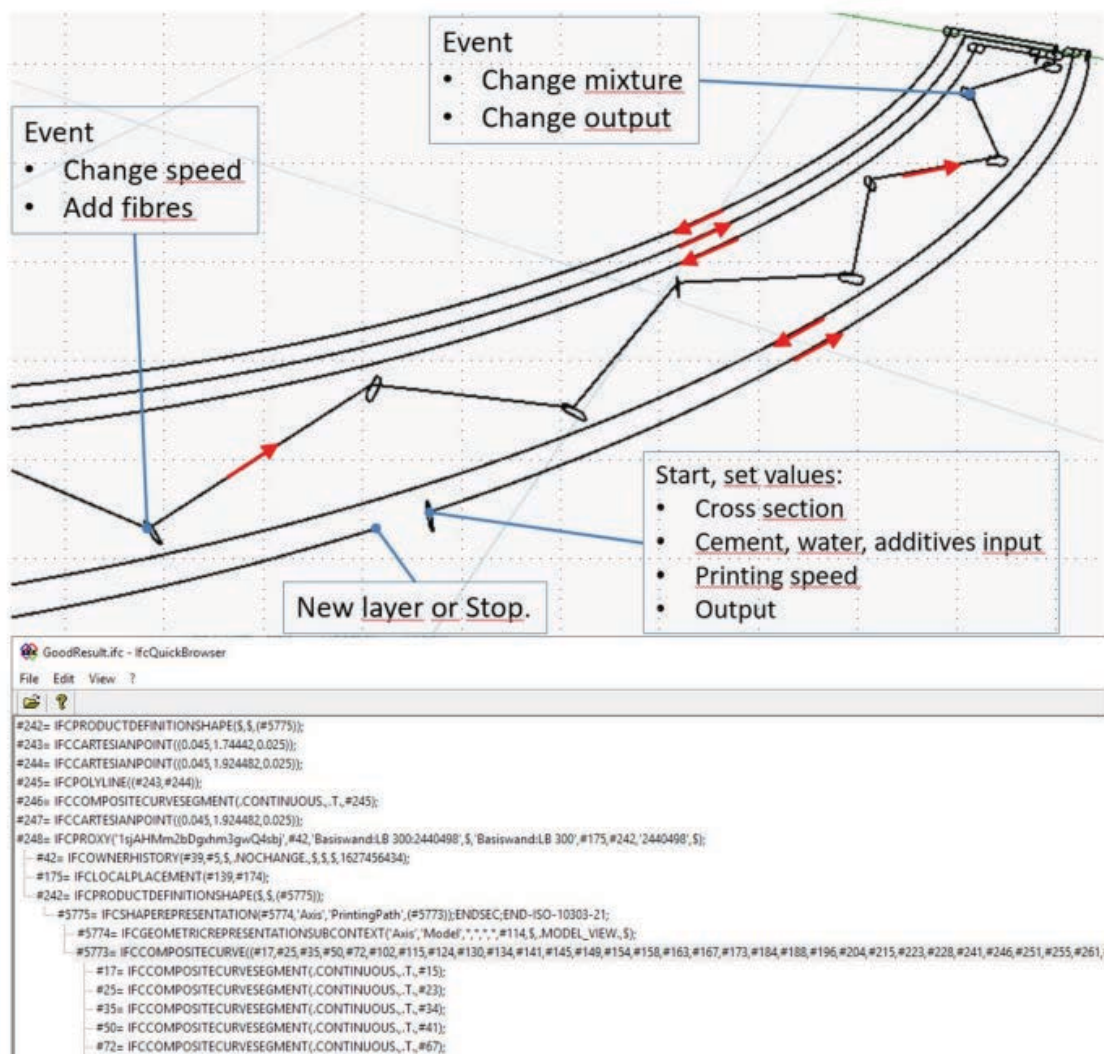 Event
• Change mixture
• Change output
Event
• Change speed
• Add fibres
Start, set values:
• Cross section
• Cement, water, additives input
• Printing speed
• Output
New layer or Stop.
GoodResult.ifc - IfcQuickBrowser
File Edit View ?
#242= IFCPRODUCTDEFINITIONSHAPE($,$,(#5775));
#243= IFCCARTESIANPOINT((0.045,1.74442,0.025));
#244= IFCCARTESIANPOINT((0.045,1.924482,0.025));
#245= IFCPOLYLINE((#243,#244));
#246= IFCCOMPOSITECURVESEGMENT(.CONTINUOUS.,.T.,#245);
#247= IFCCARTESIANPOINT((0.045,1.924482,0.025));
#248= IFCPROXY('1sjAHMm2bDgxhm3gwQ4sbj',#42,'Basiswand:LB 300:2440498',$,'Basiswand:LB 300',#175,#242,'2440498',$);
#42= IFCOWNERHISTORY(#39,#5,$,.NOCHANGE.,$,$,$,1627456434);
#175= IFCLOCALPLACEMENT(#139,#174);
#242= IFCPRODUCTDEFINITIONSHAPE($,$,(#5775));
#5775= IFCSHAPEREPRESENTATION(#5774,'Axis','PrintingPath',(#5773));ENDSEC;END-ISO-10303-21;
#5774= IFCGEOMETRICREPRESENTATIONSUBCONTEXT('Axis','Model',*,*,*,*,#114,$,.MODEL_VIEW.,$);
#5773= IFCCOMPOSITECURVE((#17,#25,#35,#50,#72,#102,#115,#124,#130,#134,#141,#145,#149,#154,#158,#163,#167,#173,#184,#188,#196,#204,#215,#223,#228,#241,#246,#251,#255,#261,
#17= IFCCOMPOSITECURVESEGMENT(.CONTINUOUS.,.T.,#15);
#25= IFCCOMPOSITECURVESEGMENT(.CONTINUOUS.,.T.,#23);
#35= IFCCOMPOSITECURVESEGMENT(.CONTINUOUS.,.T.,#34);
#50= IFCCOMPOSITECURVESEGMENT(.CONTINUOUS.,.T.,#41);
#72= IFCCOMPOSITECURVESEGMENT(.CONTINUOUS.,.T.,#67);